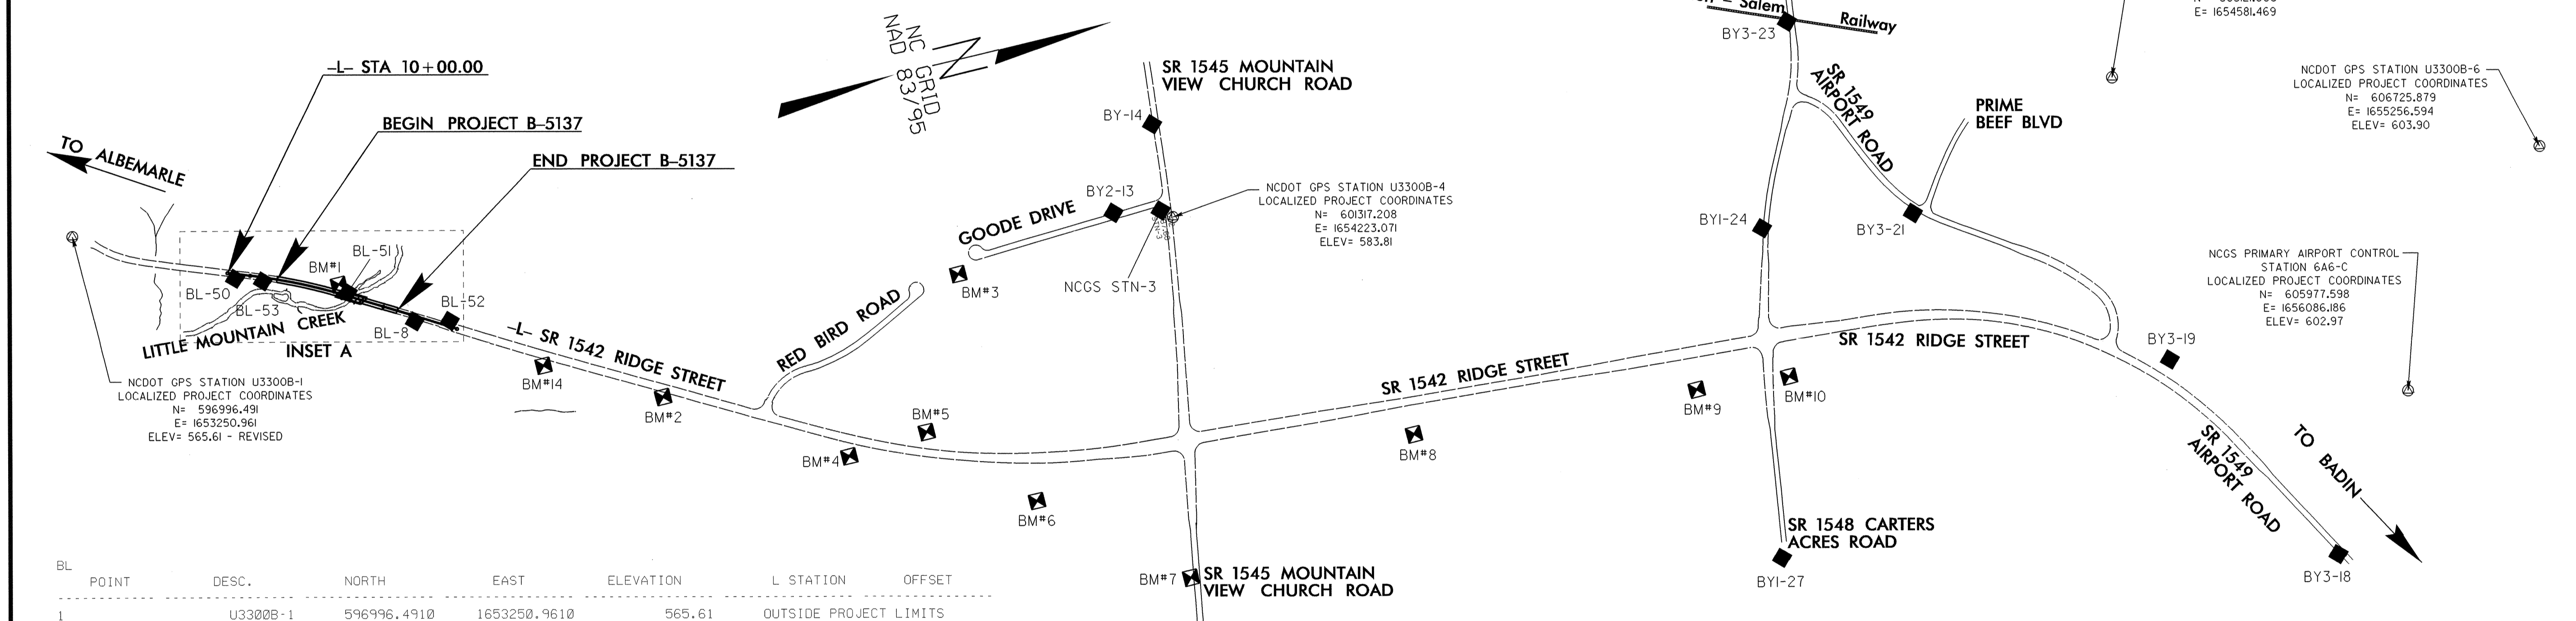 –L– STA 10+00.00
BEGIN PROJECT B–5137
END PROJECT B–5137
TO ALBEMARLE
NC GRID
NAD 83/95
SR 1545 MOUNTAIN
VIEW CHURCH ROAD
BY-14
BY2-13
GOODE DRIVE
NCDOT GPS STATION U3300B-4
LOCALIZED PROJECT COORDINATES
N= 601317.208
E= 1654223.071
ELEV= 583.81
NCGS STN-3
– Salem
Railway
BY3-23
E= 1654581.469
SR 1549
AIRPORT ROAD
PRIME
BEEF BLVD
NCDOT GPS STATION U3300B-6
LOCALIZED PROJECT COORDINATES
N= 606725.879
E= 1655256.594
ELEV= 603.90
BY1-24
BY3-21
NCGS PRIMARY AIRPORT CONTROL
STATION 6A6-C
LOCALIZED PROJECT COORDINATES
N= 605977.598
E= 1656086.186
ELEV= 602.97
BM#1
BL-51
BL-50
BL-53
BL-52
BL-8
LITTLE MOUNTAIN CREEK
INSET A
BM#3
RED BIRD ROAD
–L– SR 1542 RIDGE STREET
BM#14
BM#2
NCDOT GPS STATION U3300B-1
LOCALIZED PROJECT COORDINATES
N= 596996.491
E= 1653250.961
ELEV= 565.61 - REVISED
BM#5
BM#4
BM#6
BM#7
SR 1545 MOUNTAIN
VIEW CHURCH ROAD
SR 1542 RIDGE STREET
BM#8
BM#9
BM#10
SR 1542 RIDGE STREET
BY3-19
SR 1549
AIRPORT ROAD
TO BADIN
SR 1548 CARTERS
ACRES ROAD
BY1-27
BY3-18
BL
POINT DESC. NORTH EAST ELEVATION L STATION OFFSET
1 U3300B-1 596996.4910 1653250.9610 565.61 OUTSIDE PROJECT LIMITS